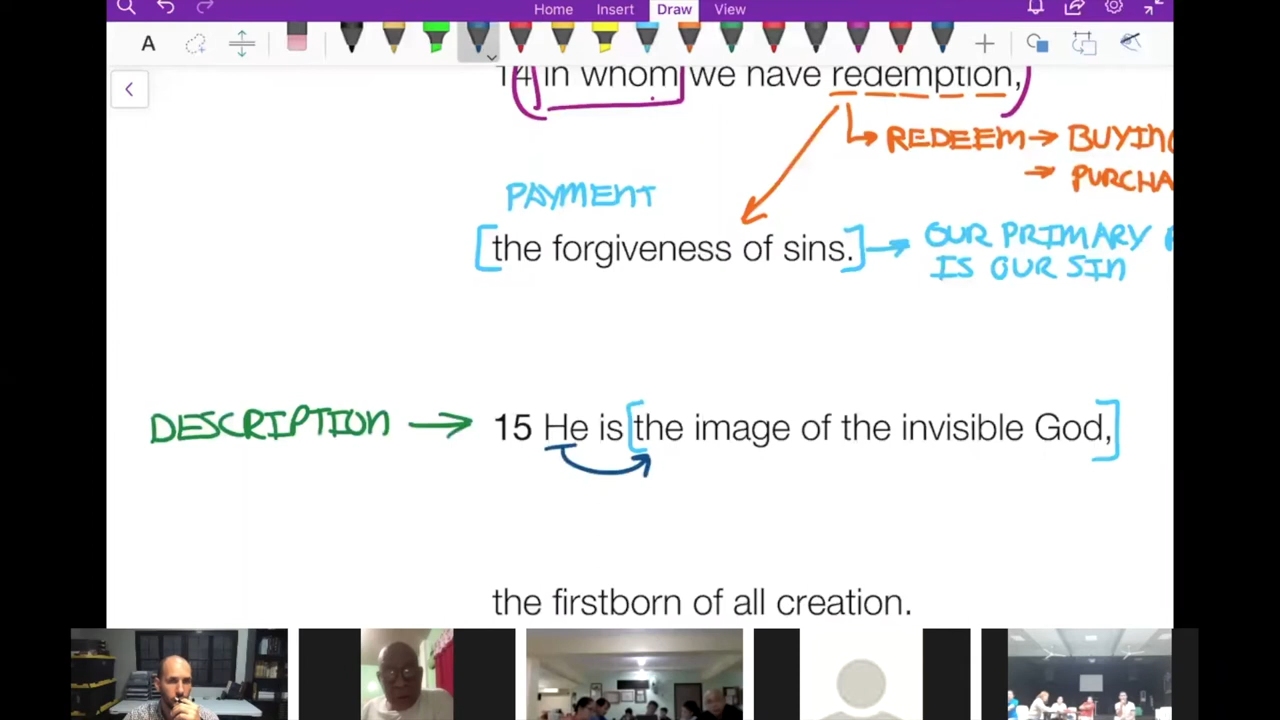 Home Insert Draw View
A
14 in whom we have redemption,
REDEEM → BUYING
→ PURCHA
PAYMENT
the forgiveness of sins. → OUR PRIMARY
IS OUR SIN
DESCRIPTION → 15 He is the image of the invisible God,
the firstborn of all creation.